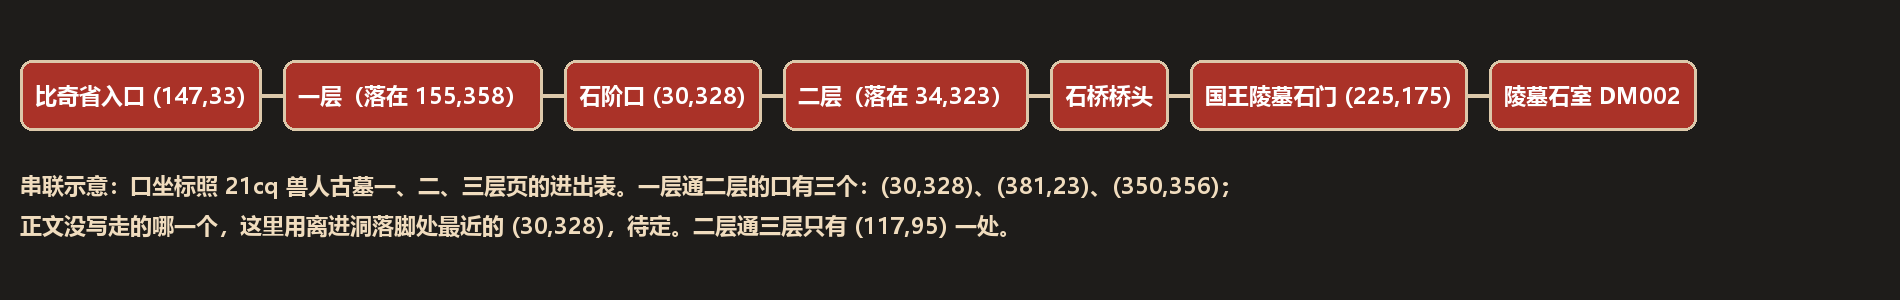 比奇省入口 (147,33)
一层（落在 155,358）
石阶口 (30,328)
二层（落在 34,323）
石桥桥头
国王陵墓石门 (225,175)
陵墓石室 DM002
串联示意：口坐标照 21cq 兽人古墓一、二、三层页的进出表。一层通二层的口有三个：(30,328)、(381,23)、(350,356)；
正文没写走的哪一个，这里用离进洞落脚处最近的 (30,328)，待定。二层通三层只有 (117,95) 一处。